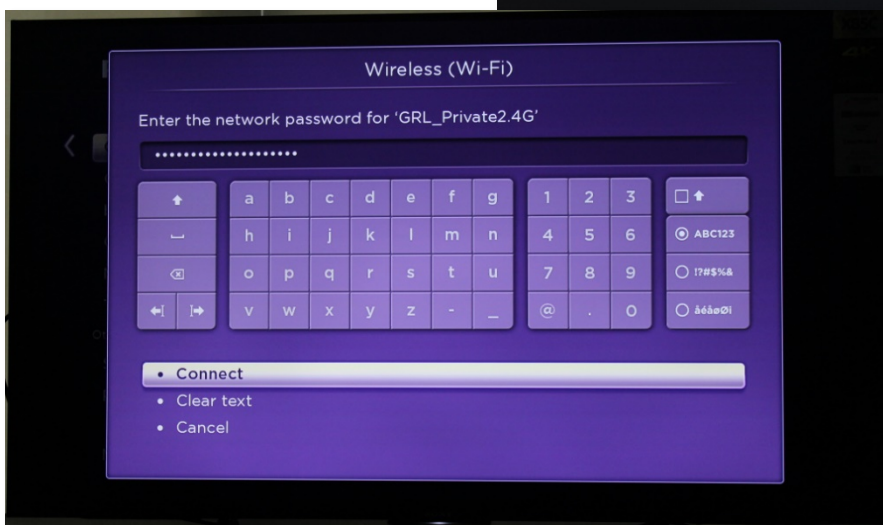 Wireless (Wi-Fi)
Enter the network password for 'GRL_Private2.4G'
a b c d e f g 1 2 3
h i j k l m n 4 5 6 ABC123
o p q r s t u 7 8 9 !?#$%&
v w x y z - _ @ . 0 åéåøØi
Connect
Clear text
Cancel